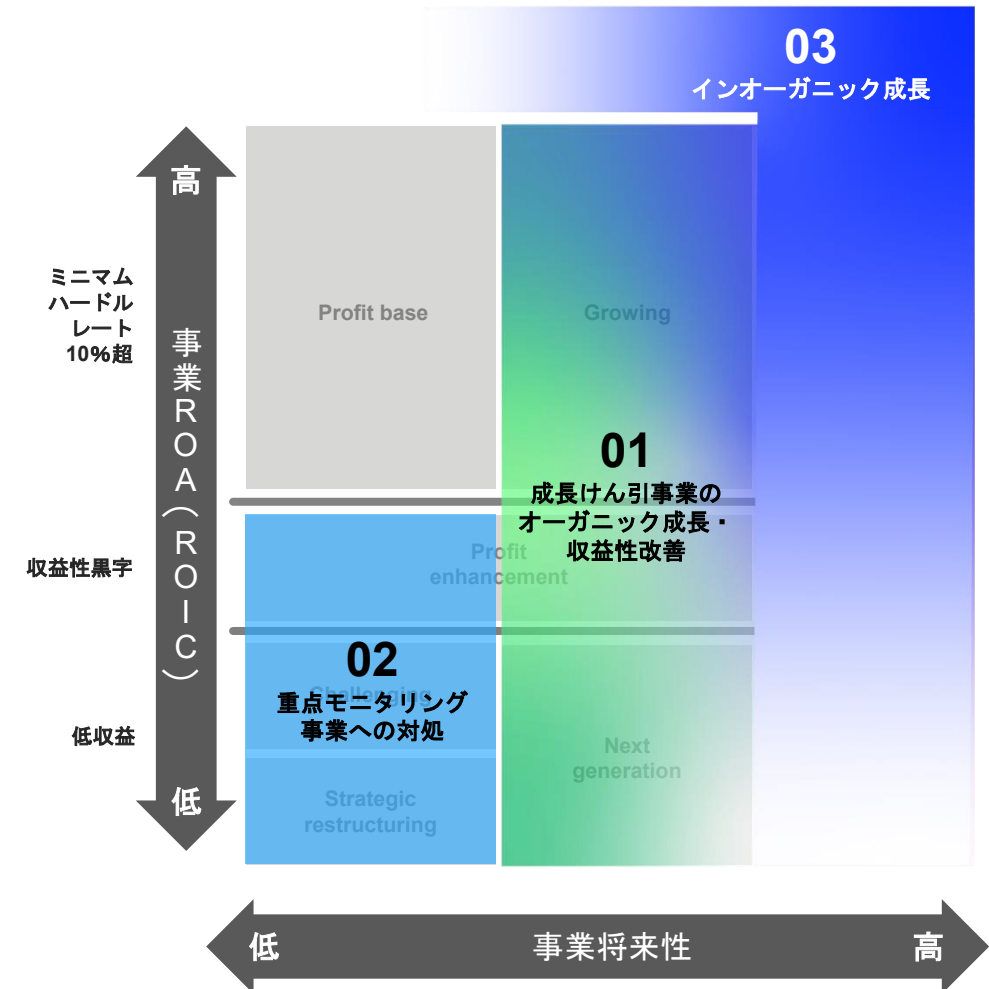 03
インオーガニック成長
高
ミニマム
ハードル
レート
10%超
事業ROA(ROIC)
収益性黒字
低収益
低
Profit base
Growing
01
成長けん引事業の
オーガニック成長・
収益性改善
Profit
enhancement
02
Challenging
重点モニタリング
事業への対処
Strategic
restructuring
Next
generation
低
事業将来性
高